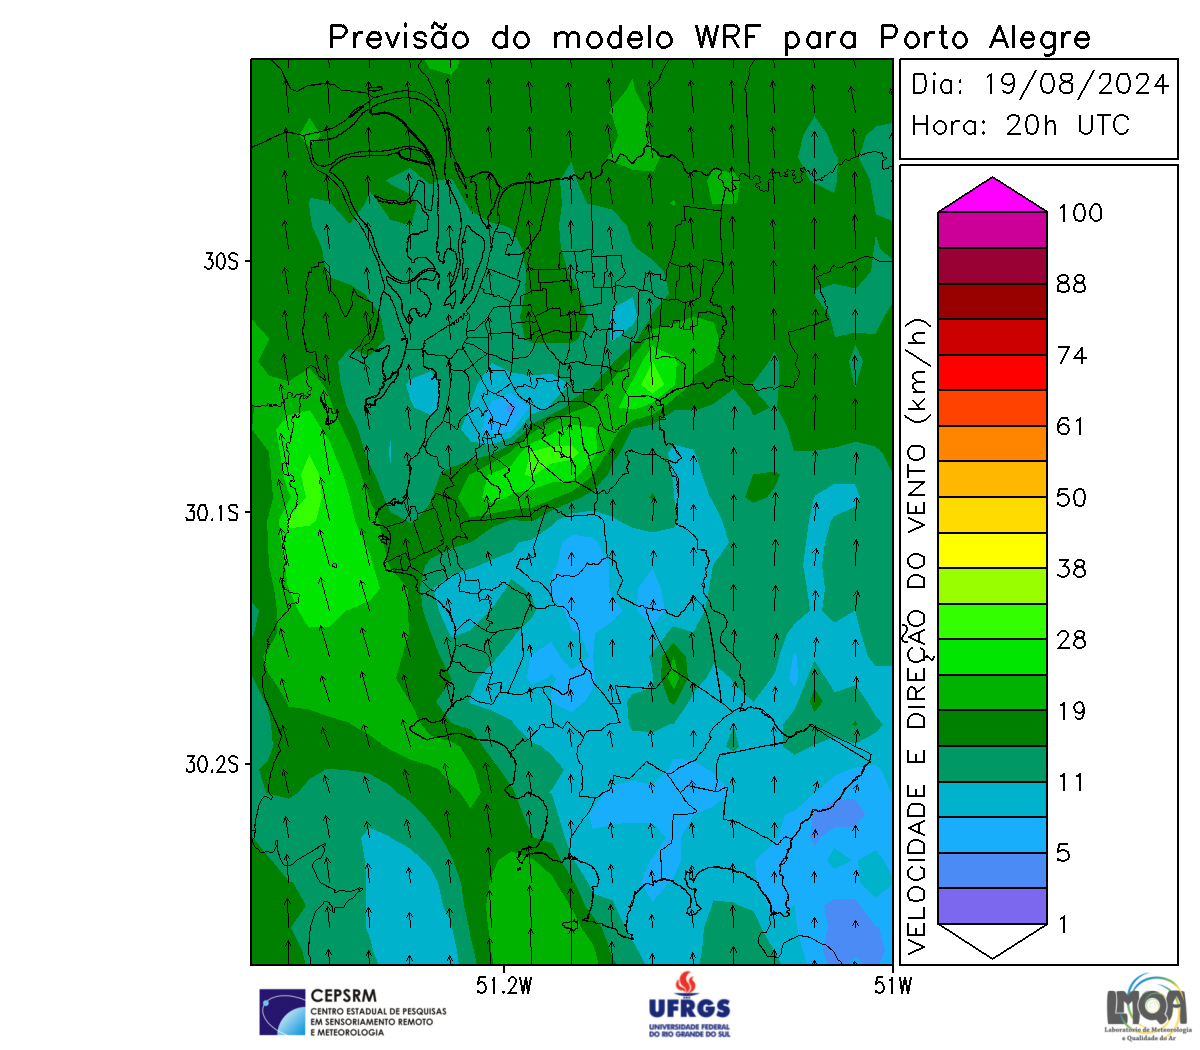 Previsão do modelo WRF para Porto Alegre
Dia: 19/08/2024
Hora: 20h UTC
30S
30.1S
30.2S
51.2W
51W
VELOCIDADE E DIREÇÃO DO VENTO (km/h)
100
88
74
61
50
38
28
19
11
5
1
CEPSRM
CENTRO ESTADUAL DE PESQUISAS
EM SENSORIAMENTO REMOTO
E METEOROLOGIA
UFRGS
UNIVERSIDADE FEDERAL
DO RIO GRANDE DO SUL
LMQA
Laboratório de Meteorologia
e Qualidade do Ar